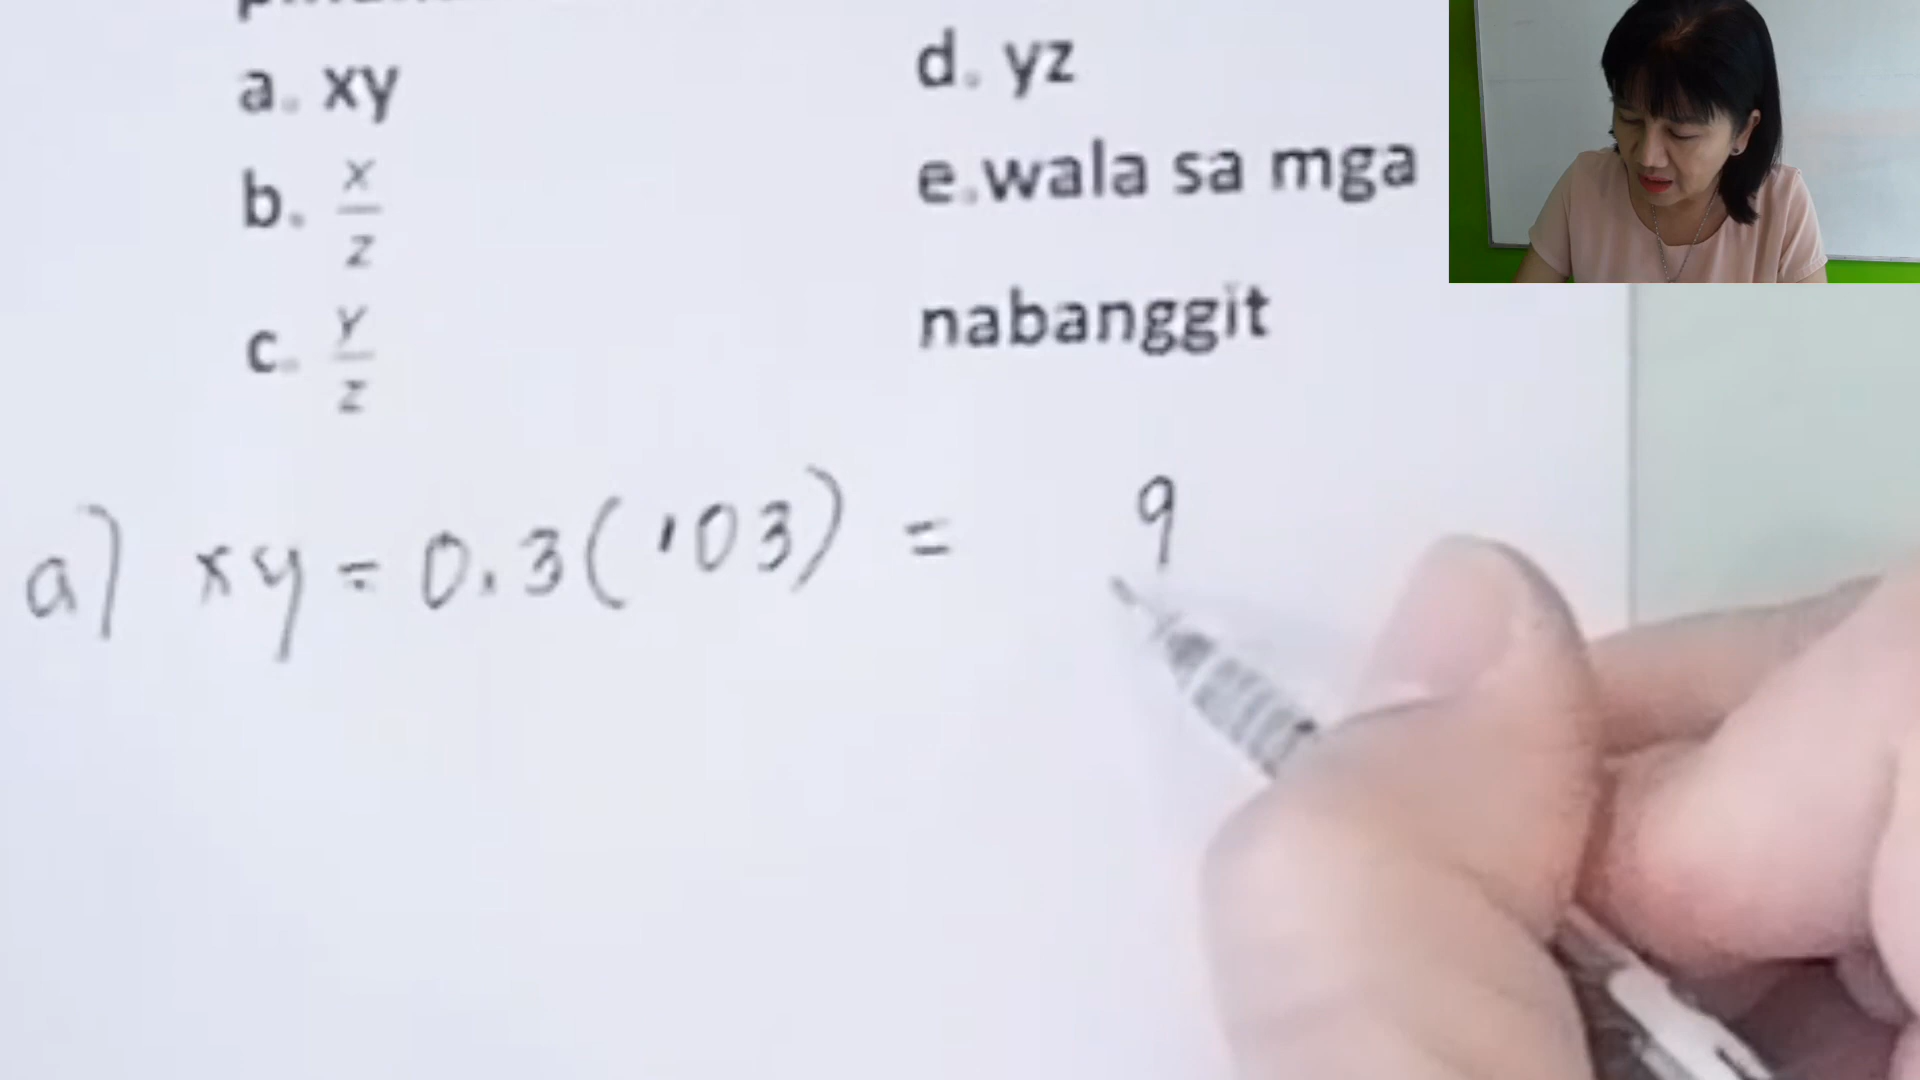 a. xy
b. x/z
c. y/z
d. yz
e.wala sa mga
nabanggit
a) xy = 0.3(.03) = 9